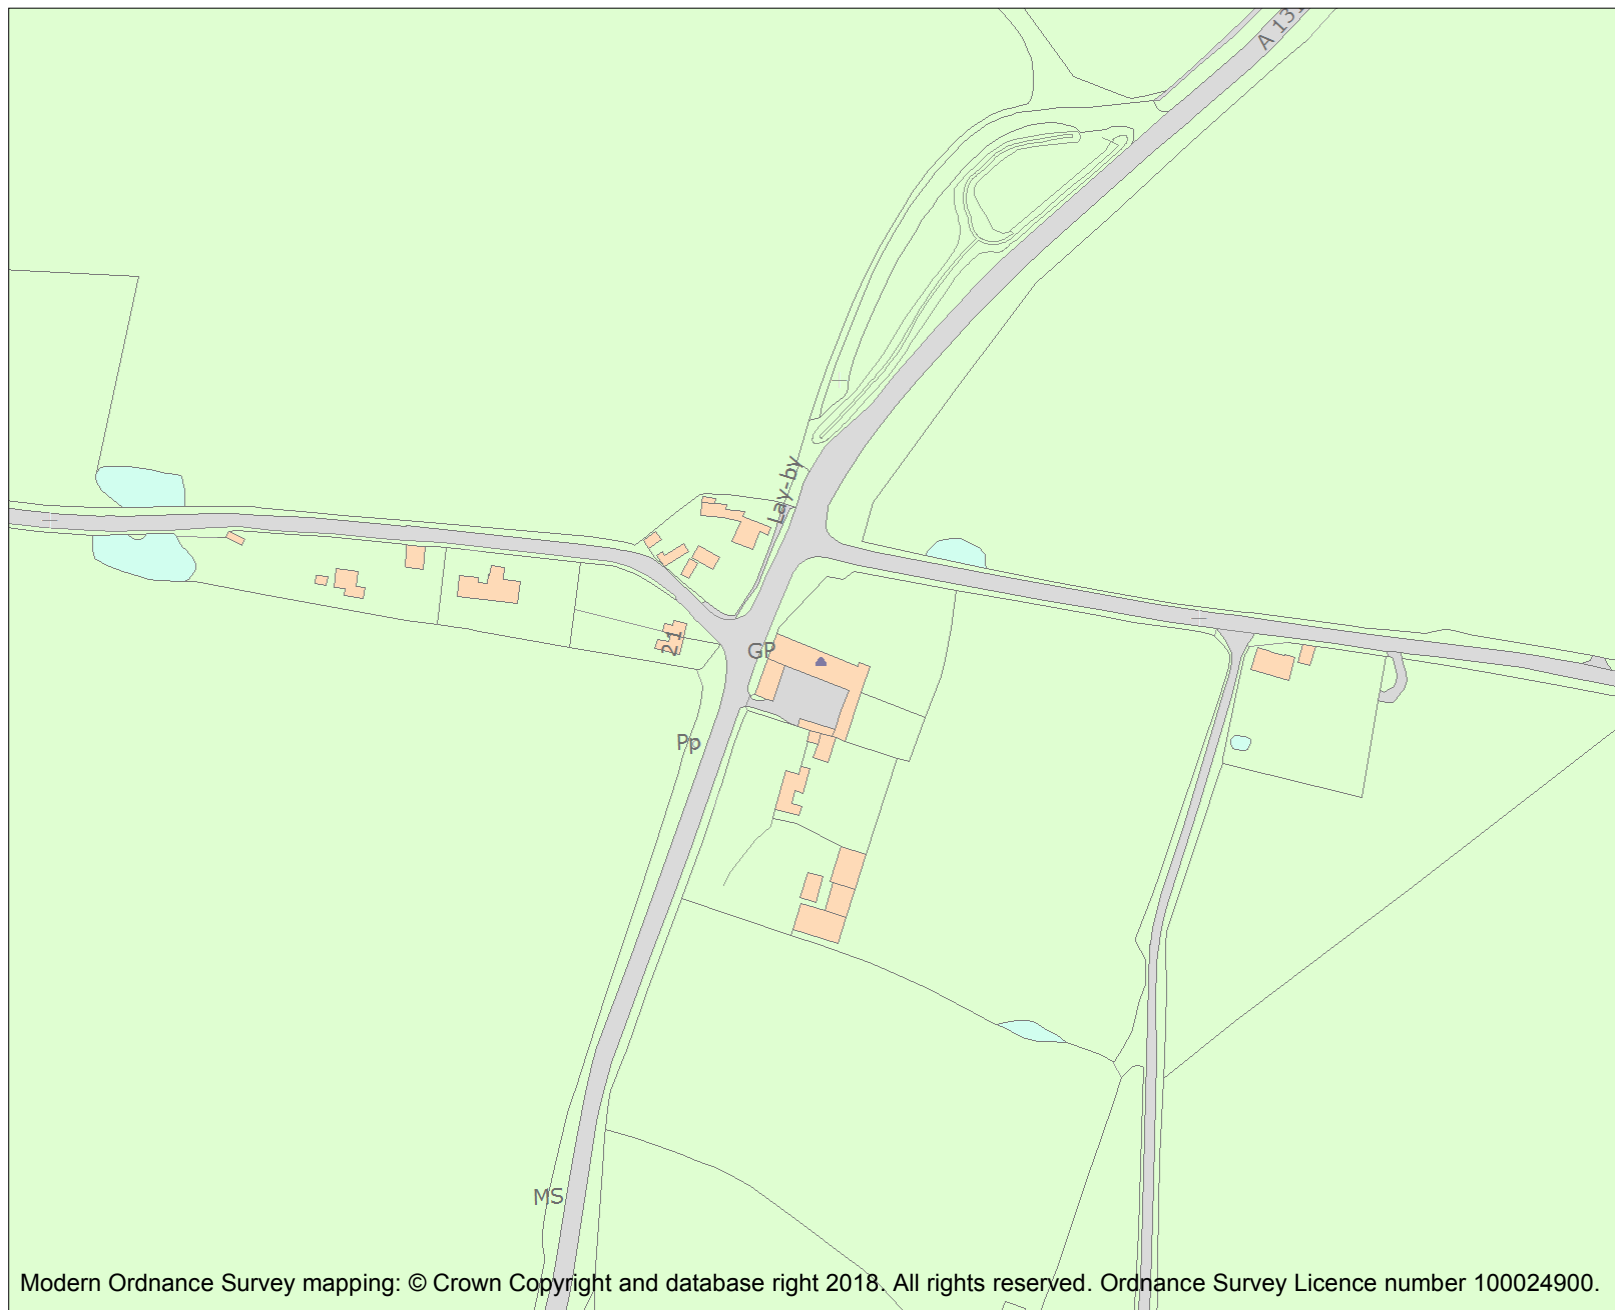 A 131
Lay-by
21
GP
Pp
MS
Modern Ordnance Survey mapping: © Crown Copyright and database right 2018. All rights reserved. Ordnance Survey Licence number 100024900.